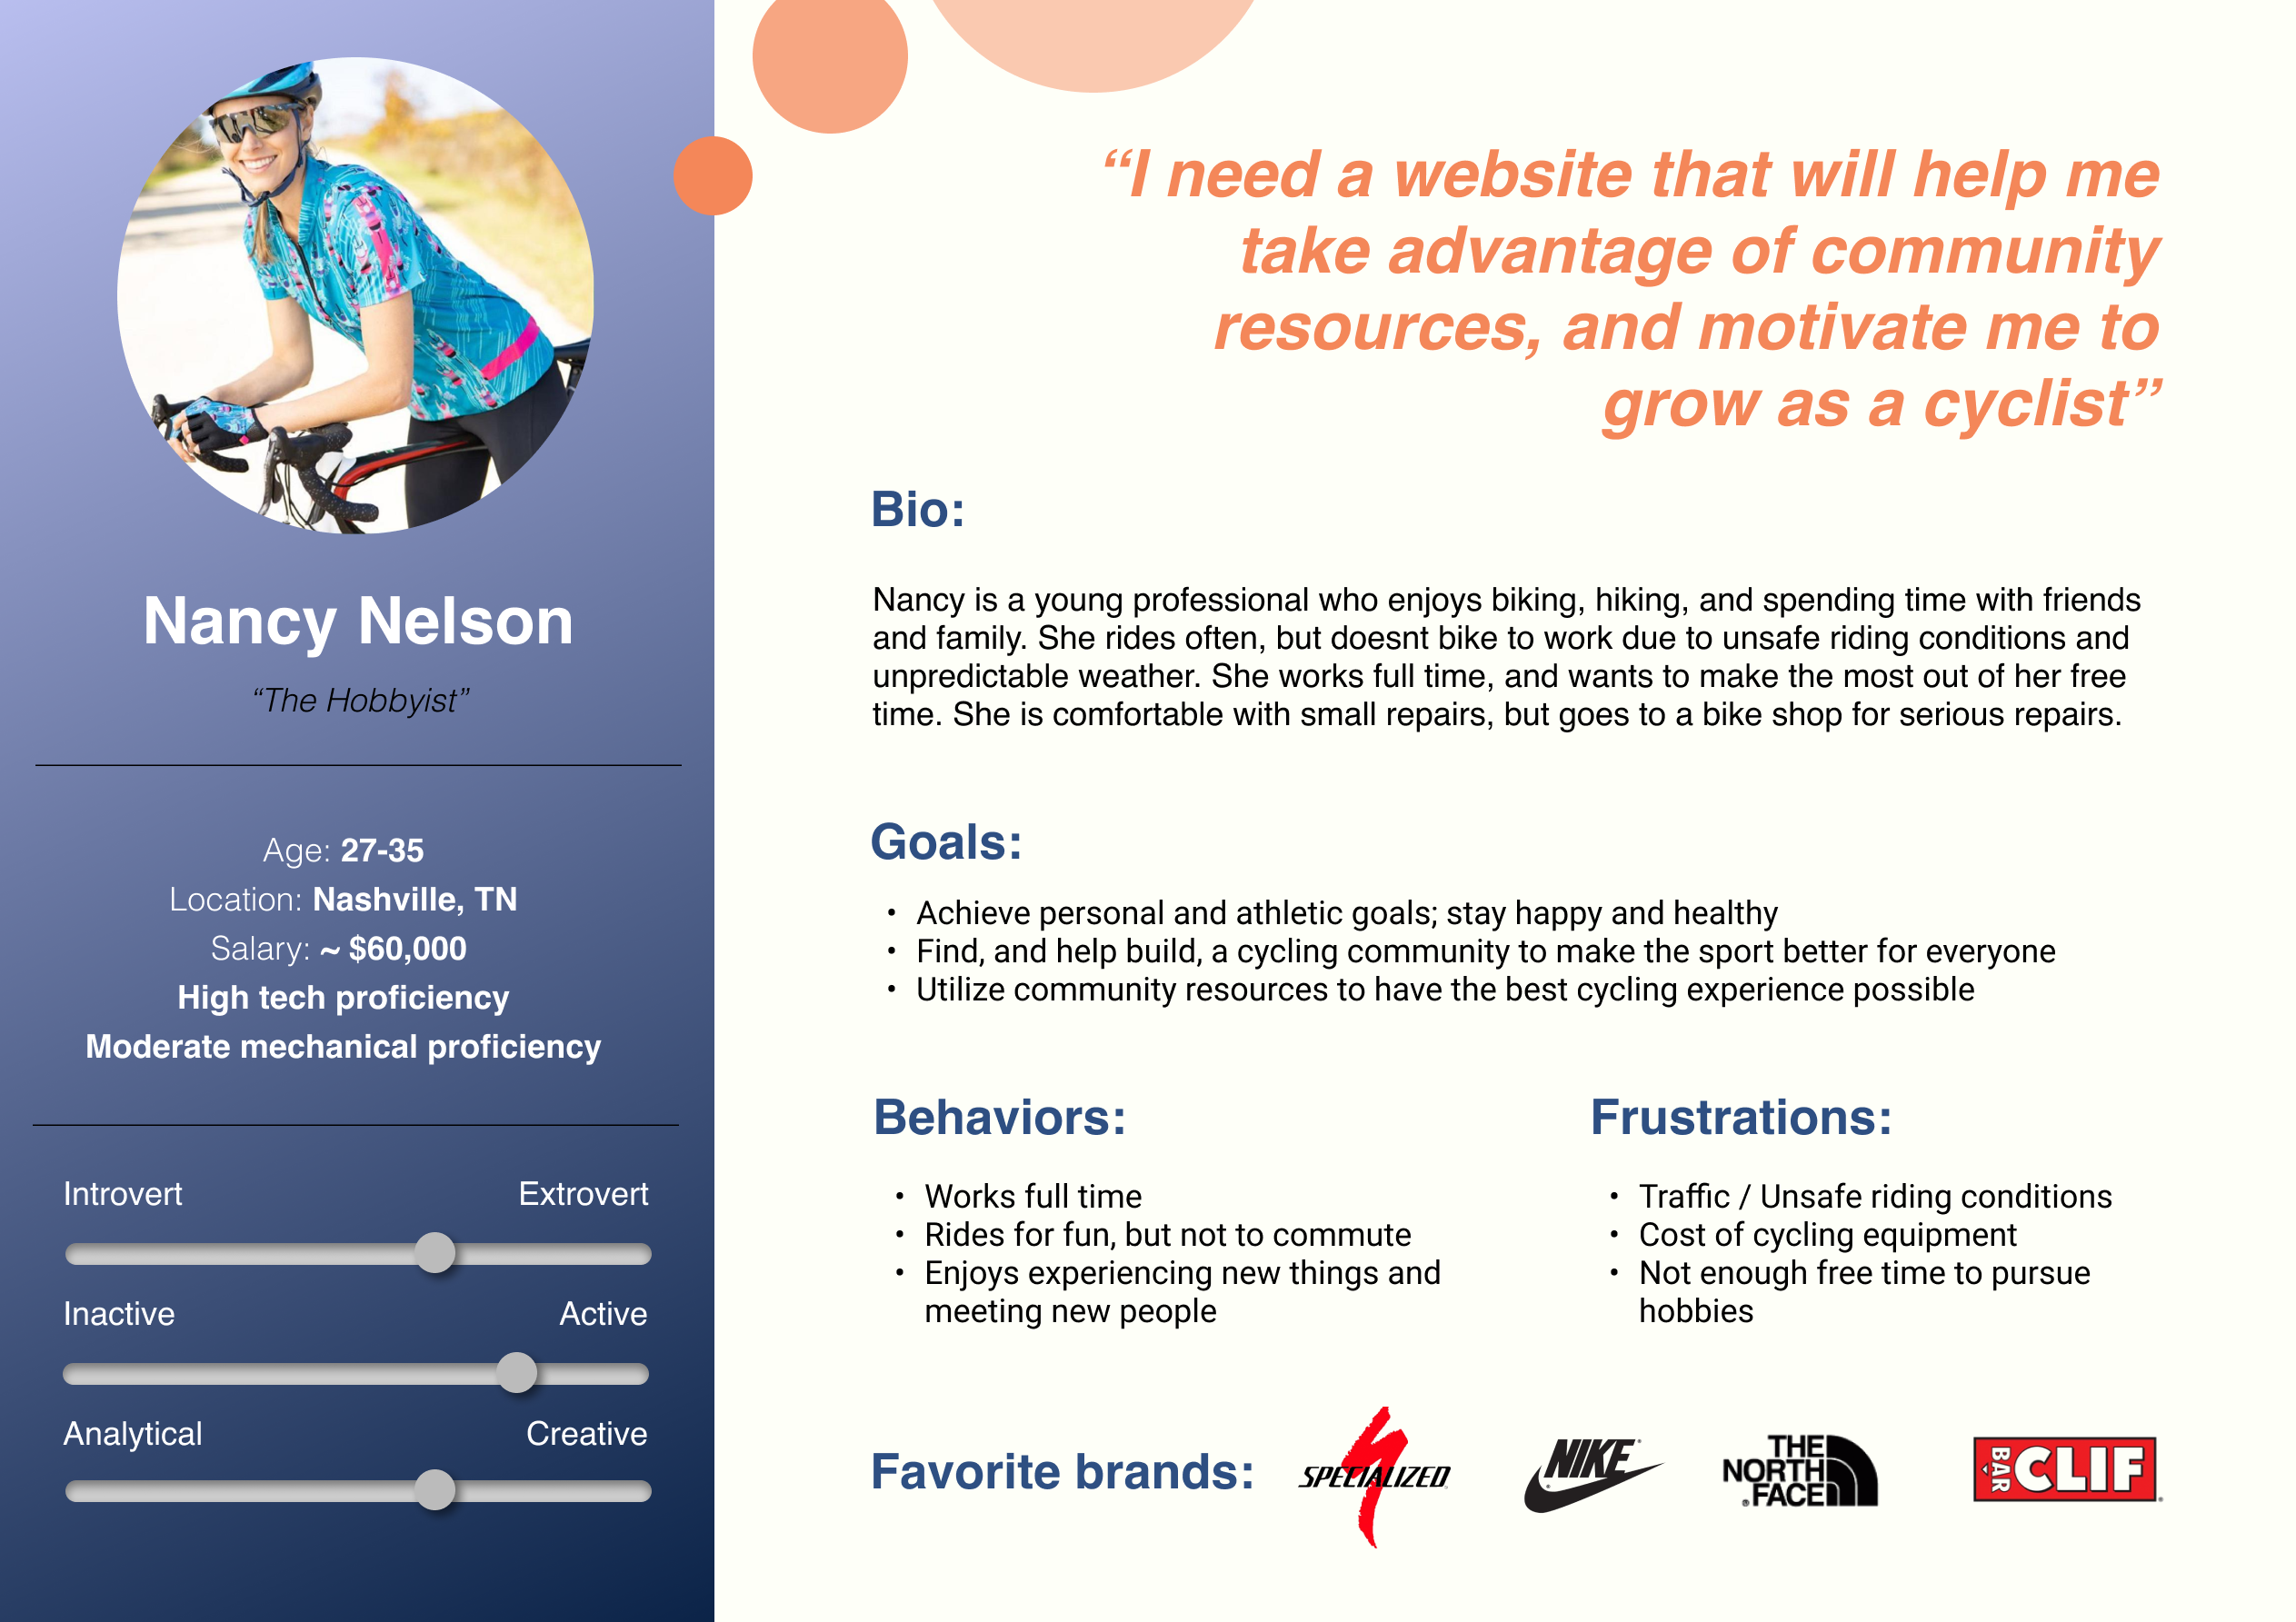 “I need a website that will help me
take advantage of community
resources, and motivate me to
grow as a cyclist”
Nancy Nelson
“The Hobbyist”
Age: 27-35
Location: Nashville, TN
Salary: ~ $60,000
High tech proficiency
Moderate mechanical proficiency
Introvert Extrovert
Inactive Active
Analytical Creative
Bio:
Nancy is a young professional who enjoys biking, hiking, and spending time with friends
and family. She rides often, but doesnt bike to work due to unsafe riding conditions and
unpredictable weather. She works full time, and wants to make the most out of her free
time. She is comfortable with small repairs, but goes to a bike shop for serious repairs.
Goals:
• Achieve personal and athletic goals; stay happy and healthy
• Find, and help build, a cycling community to make the sport better for everyone
• Utilize community resources to have the best cycling experience possible
Behaviors:
• Works full time
• Rides for fun, but not to commute
• Enjoys experiencing new things and
meeting new people
Frustrations:
• Traffic / Unsafe riding conditions
• Cost of cycling equipment
• Not enough free time to pursue
hobbies
Favorite brands:
SPECIALIZED
NIKE
THE
NORTH
FACE
CLIF
BAR